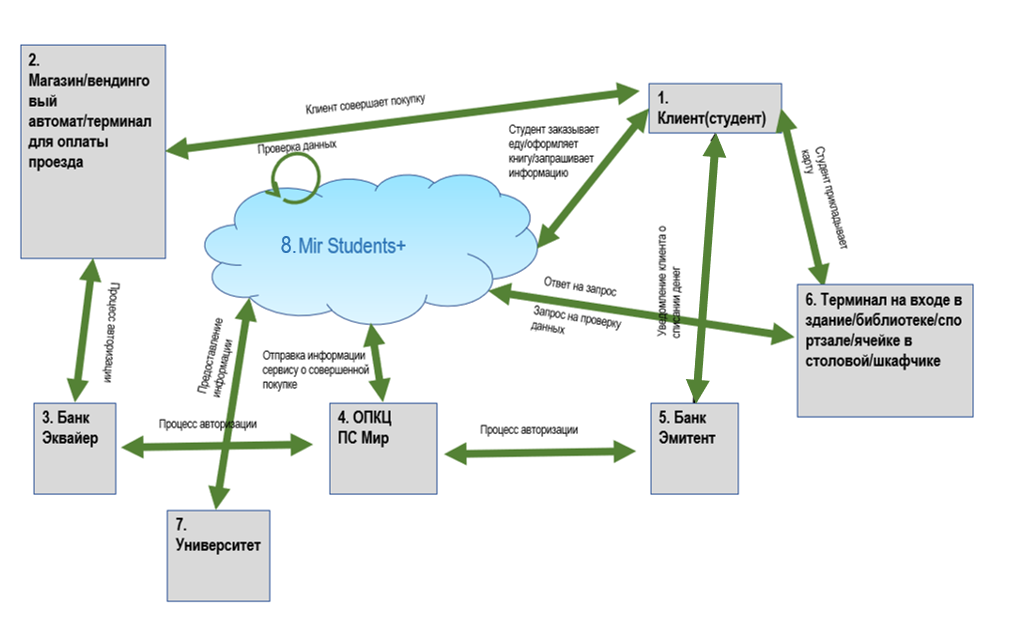 2.
Магазин/вендинго
вый
автомат/терминал
для оплаты
проезда
Клиент совершает покупку
1.
Клиент(студент)
Проверка данных
Студент заказывает
еду/оформляет
книгу/запрашивает
информацию
Студент прикладывает
карту
8. Mir Students+
Уведомление клиента о
списании денег
Ответ на запрос
Запрос на проверку
данных
6. Терминал на входе в
здание/библиотеке/спо
ртзале/ячейке в
столовой/шкафчике
Процесс авторизации
Предоставление
информации
Отправка информации
сервису о совершенной
покупке
3. Банк
Эквайер
Процесс авторизации
4. ОПКЦ
ПС Мир
Процесс авторизации
5. Банк
Эмитент
7.
Университет